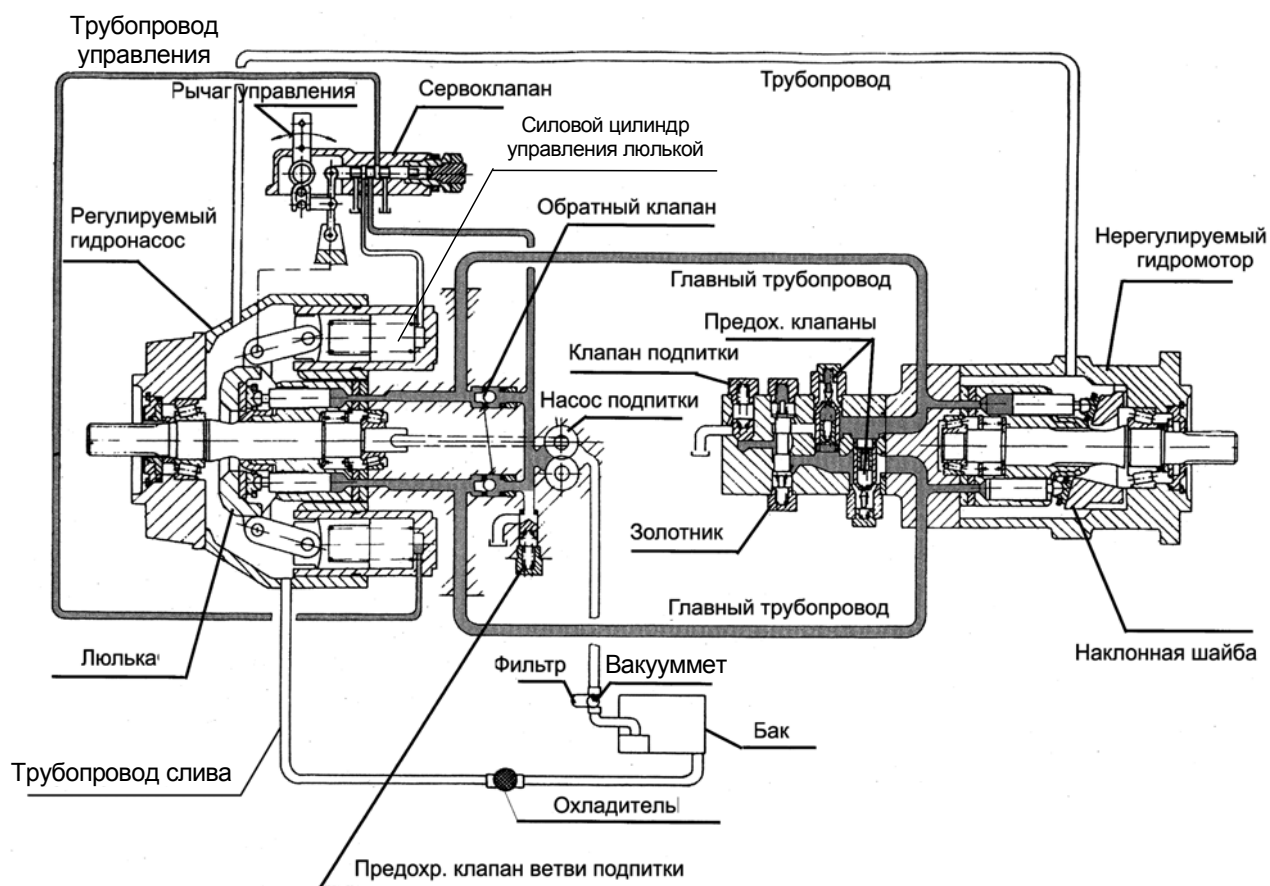 Трубопровод
управления
Рычаг управления
Сервоклапан
Трубопровод
Силовой цилиндр
управления люлькой
Регулируемый
гидронасос
Обратный клапан
Нерегулируемый
гидромотор
Главный трубопровод
Предох. клапаны
Клапан подпитки
Насос подпитки
Золотник
Главный трубопровод
Люлька
Фильтр
Вакууммет
Наклонная шайба
Бак
Трубопровод слива
Охладитель
Предохр. клапан ветви подпитки